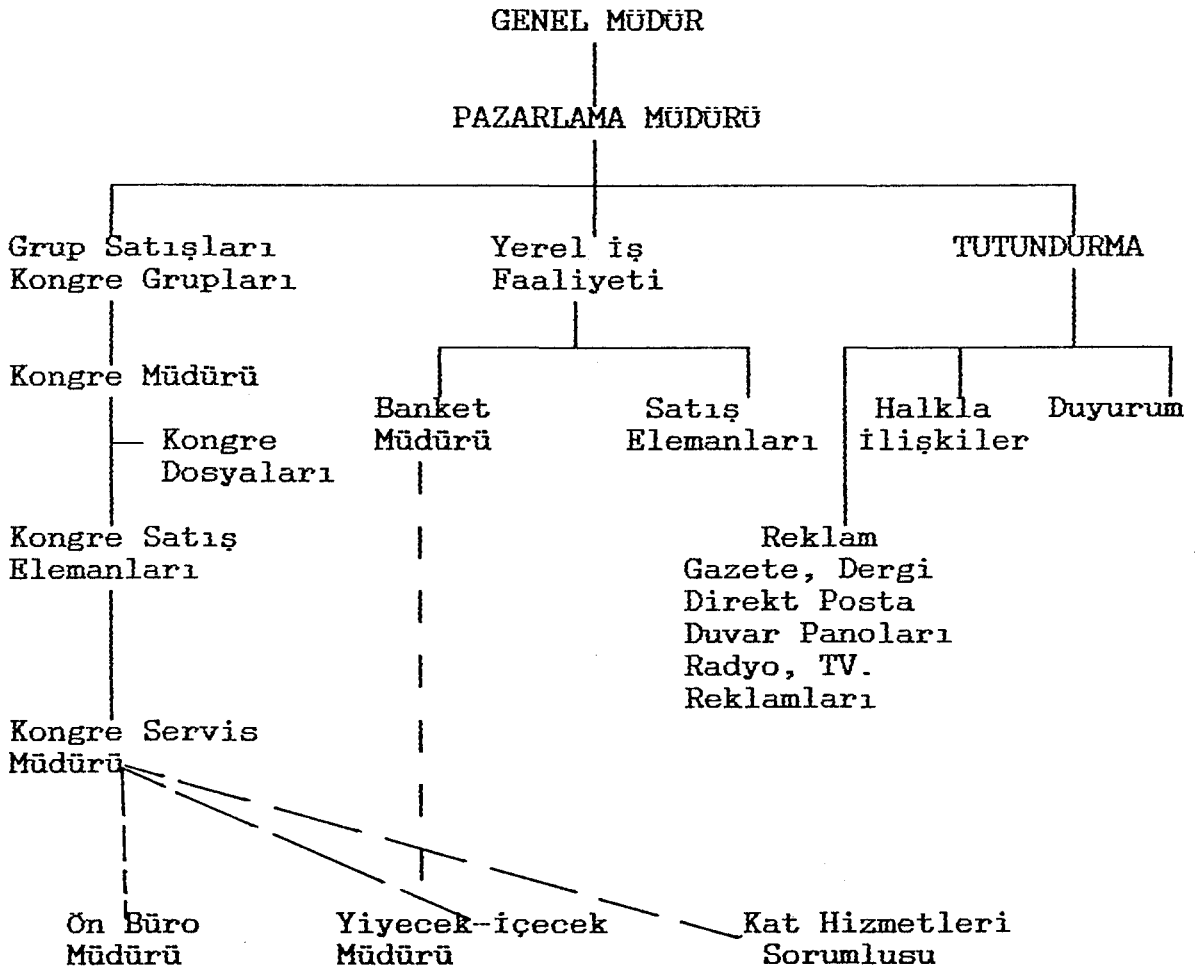 GENEL MÜDÜR
PAZARLAMA MÜDÜRÜ
Grup Satışları
Kongre Grupları
Yerel İş
Faaliyeti
TUTUNDURMA
Kongre Müdürü
Kongre
Dosyaları
Banket
Müdürü
Satış
Elemanları
Halkla
İlişkiler
Duyurum
Kongre Satış
Elemanları
Reklam
Gazete, Dergi
Direkt Posta
Duvar Panoları
Radyo, TV.
Reklamları
Kongre Servis
Müdürü
Ön Büro
Müdürü
Yiyecek-İçecek
Müdürü
Kat Hizmetleri
Sorumlusu